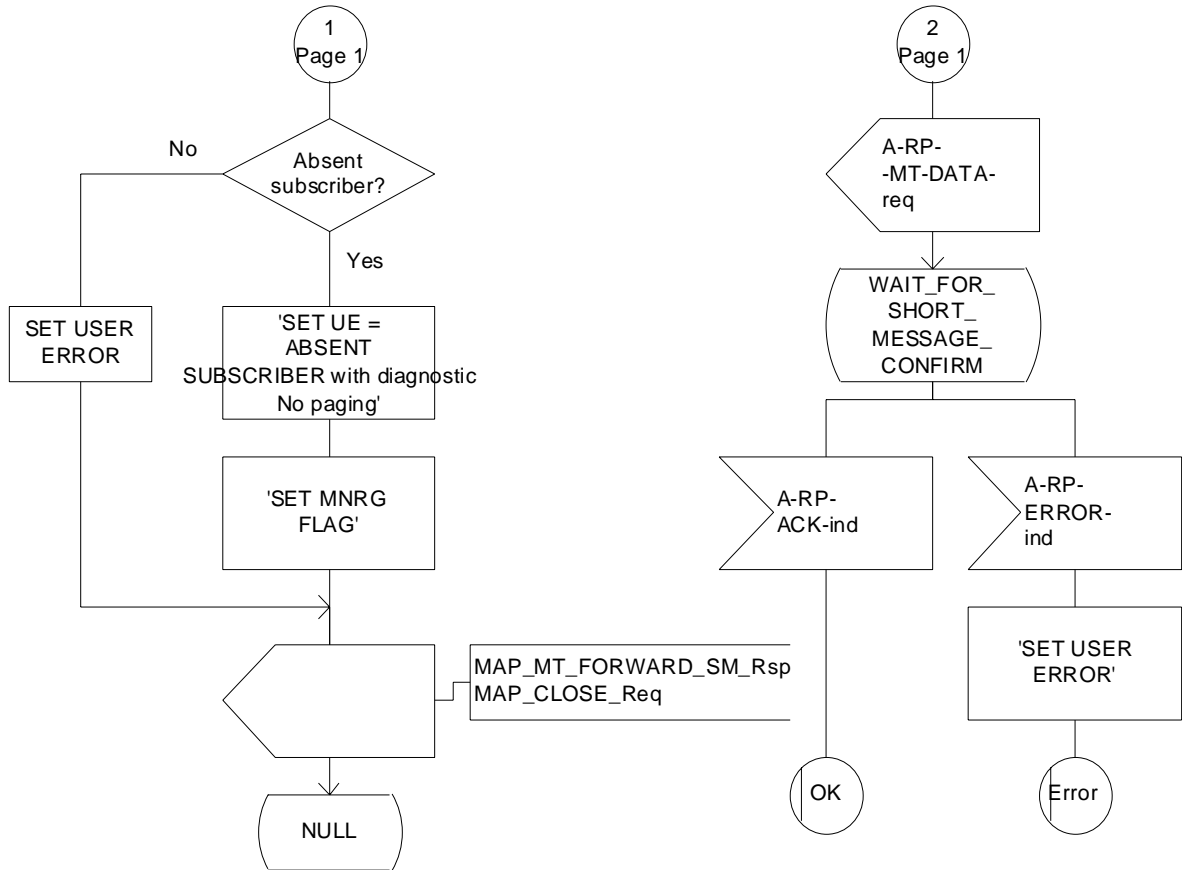 1
Page 1
No
Absent
subscriber?
Yes
SET USER
ERROR
'SET UE =
ABSENT
SUBSCRIBER with diagnostic
No paging'
'SET MNRG
FLAG'
MAP_MT_FORWARD_SM_Rsp
MAP_CLOSE_Req
NULL
2
Page 1
A-RP-
-MT-DATA-
req
WAIT_FOR_
SHORT_
MESSAGE_
CONFIRM
A-RP-
ACK-ind
A-RP-
ERROR-
ind
'SET USER
ERROR'
OK
Error